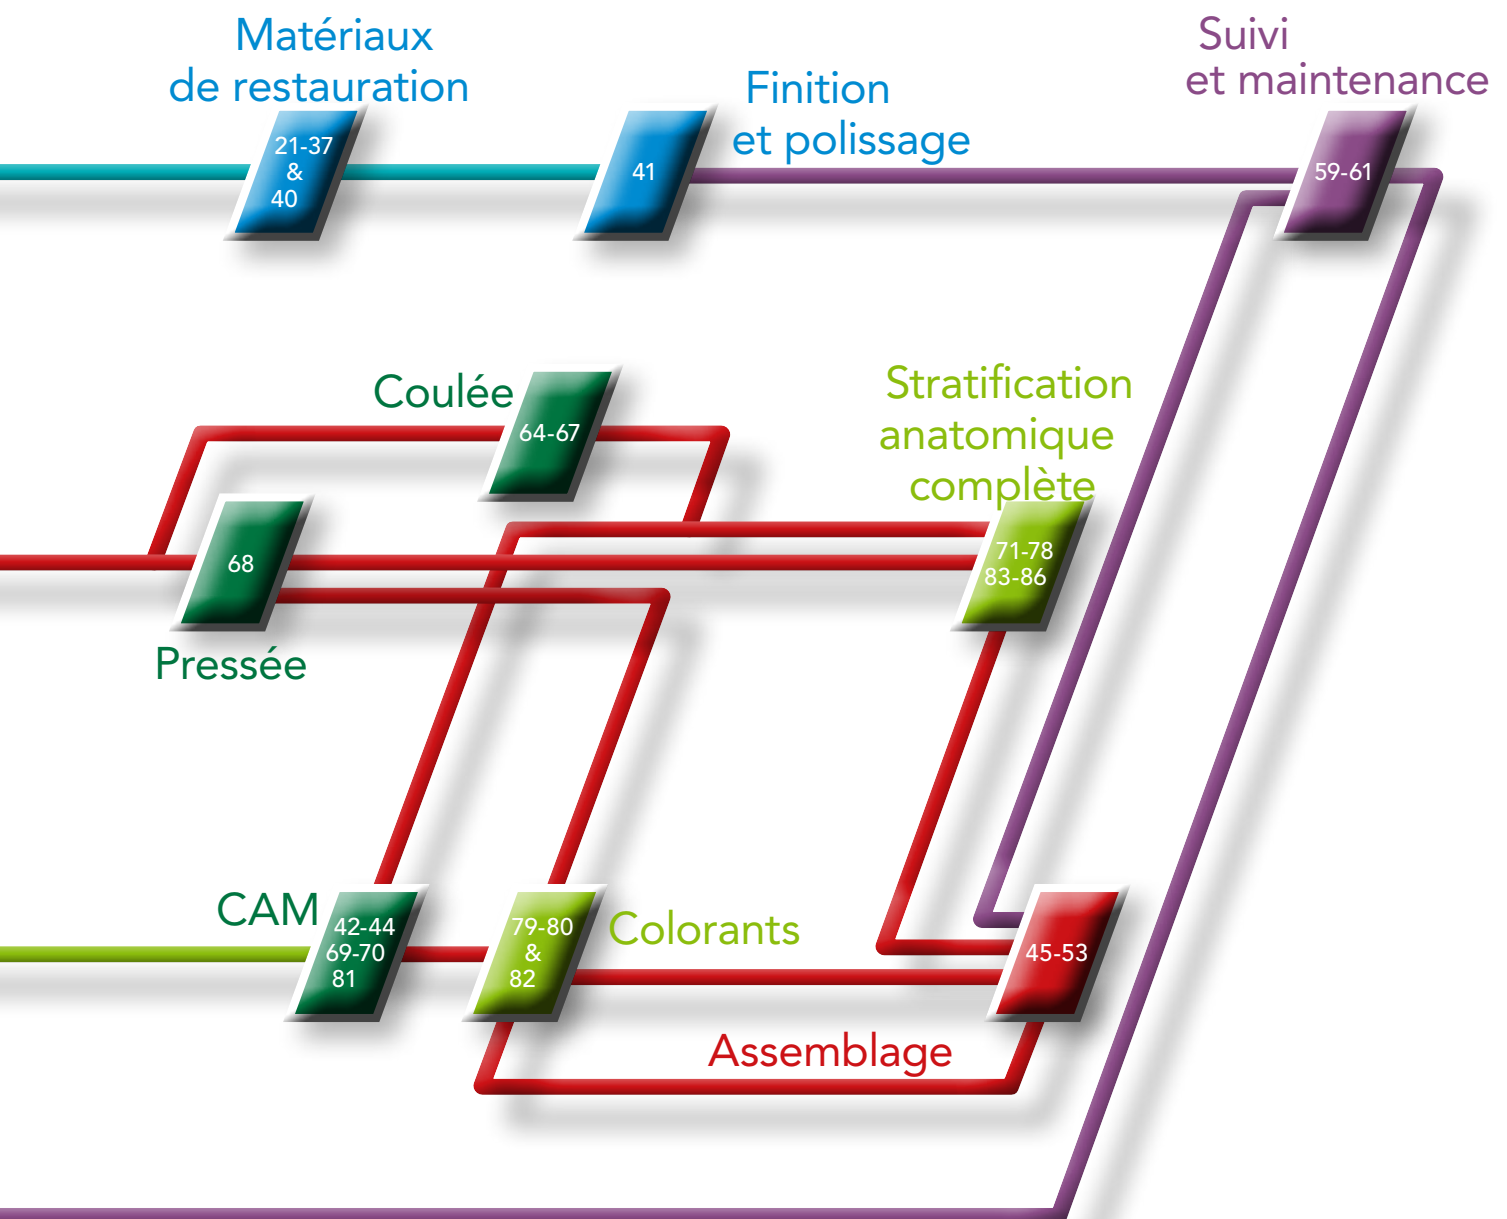 Matériaux
de restauration
21-37
&
40
Finition
et polissage
41
Suivi
et maintenance
59-61
Coulée
64-67
Stratification
anatomique
complète
71-78
83-86
68
Pressée
CAM
42-44
69-70
81
79-80
&
82
Colorants
45-53
Assemblage